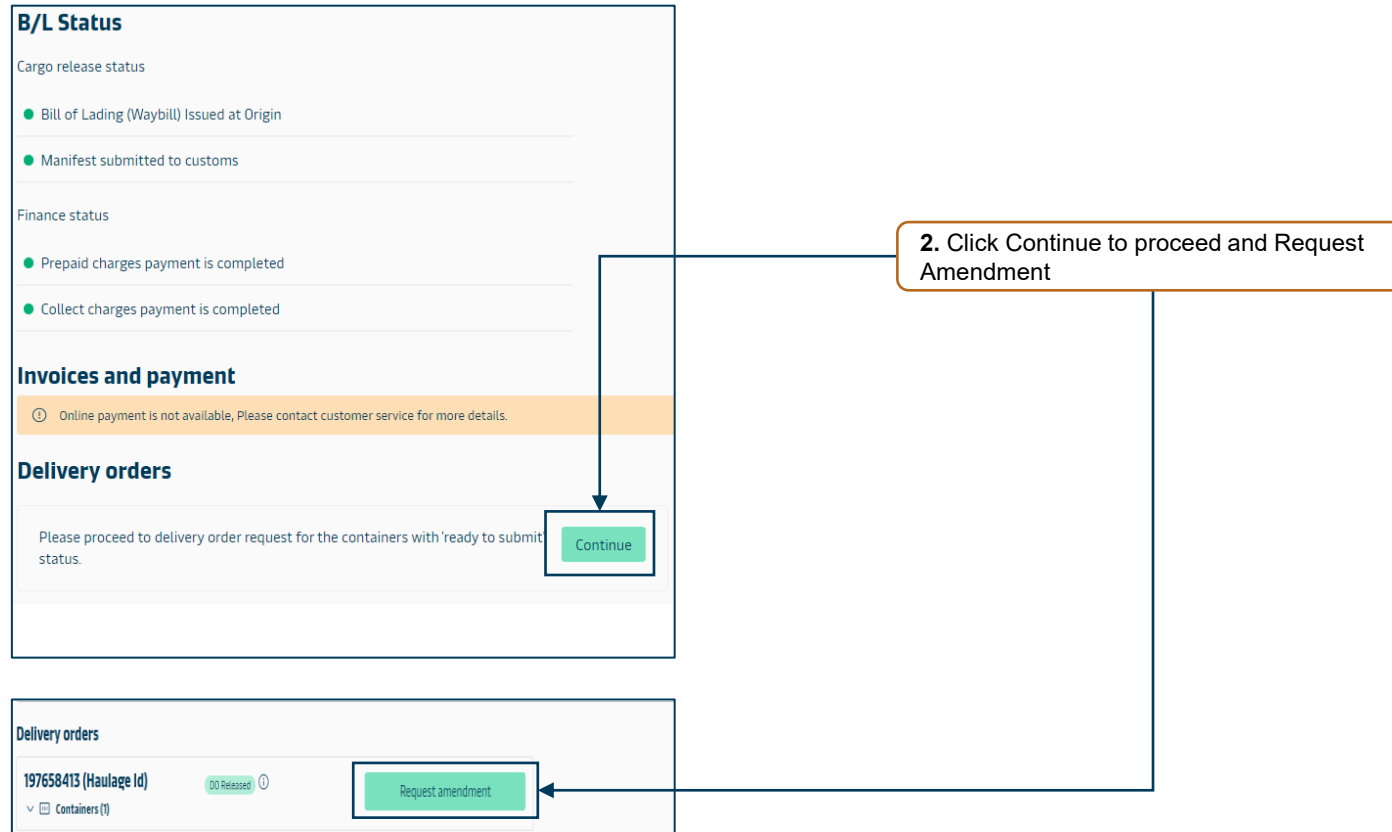 B/L Status
Cargo release status
Bill of Lading (Waybill) Issued at Origin
Manifest submitted to customs
Finance status
Prepaid charges payment is completed
Collect charges payment is completed
Invoices and payment
Online payment is not available, Please contact customer service for more details.
Delivery orders
Please proceed to delivery order request for the containers with 'ready to submit'
status.
Continue
2. Click Continue to proceed and Request
Amendment
Delivery orders
197658413 (Haulage Id)
DO Released
Containers (1)
Request amendment